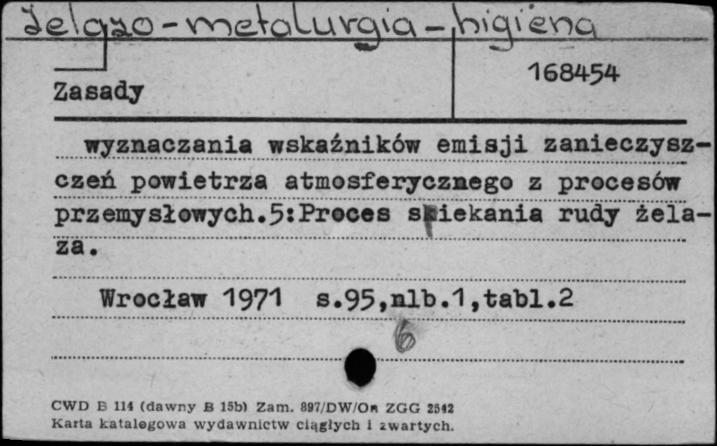 Żelazo - metalurgia - higiena
168454
Zasady
wyznaczania wskaźników emisji zanieczysz-
czeń powietrza atmosferycznego z procesów
przemysłowych.5:Proces spiekania rudy żela-
za.
Wrocław 1971 s.95,nlb.1,tabl.2
6
CWD B 114 (dawny B 15b) Zam. 897/DW/On ZGG 2542
Karta katalogowa wydawnictw ciągłych i zwartych.